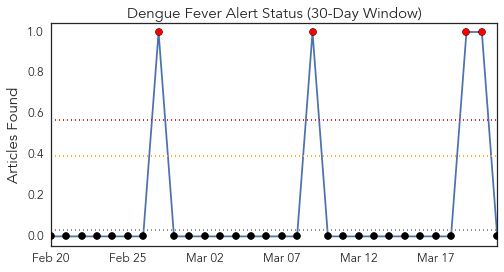 Dengue Fever Alert Status (30-Day Window)
Articles Found
1.0
0.8
0.6
0.4
0.2
0.0
Feb 20 Feb 25 Mar 02 Mar 07 Mar 12 Mar 17